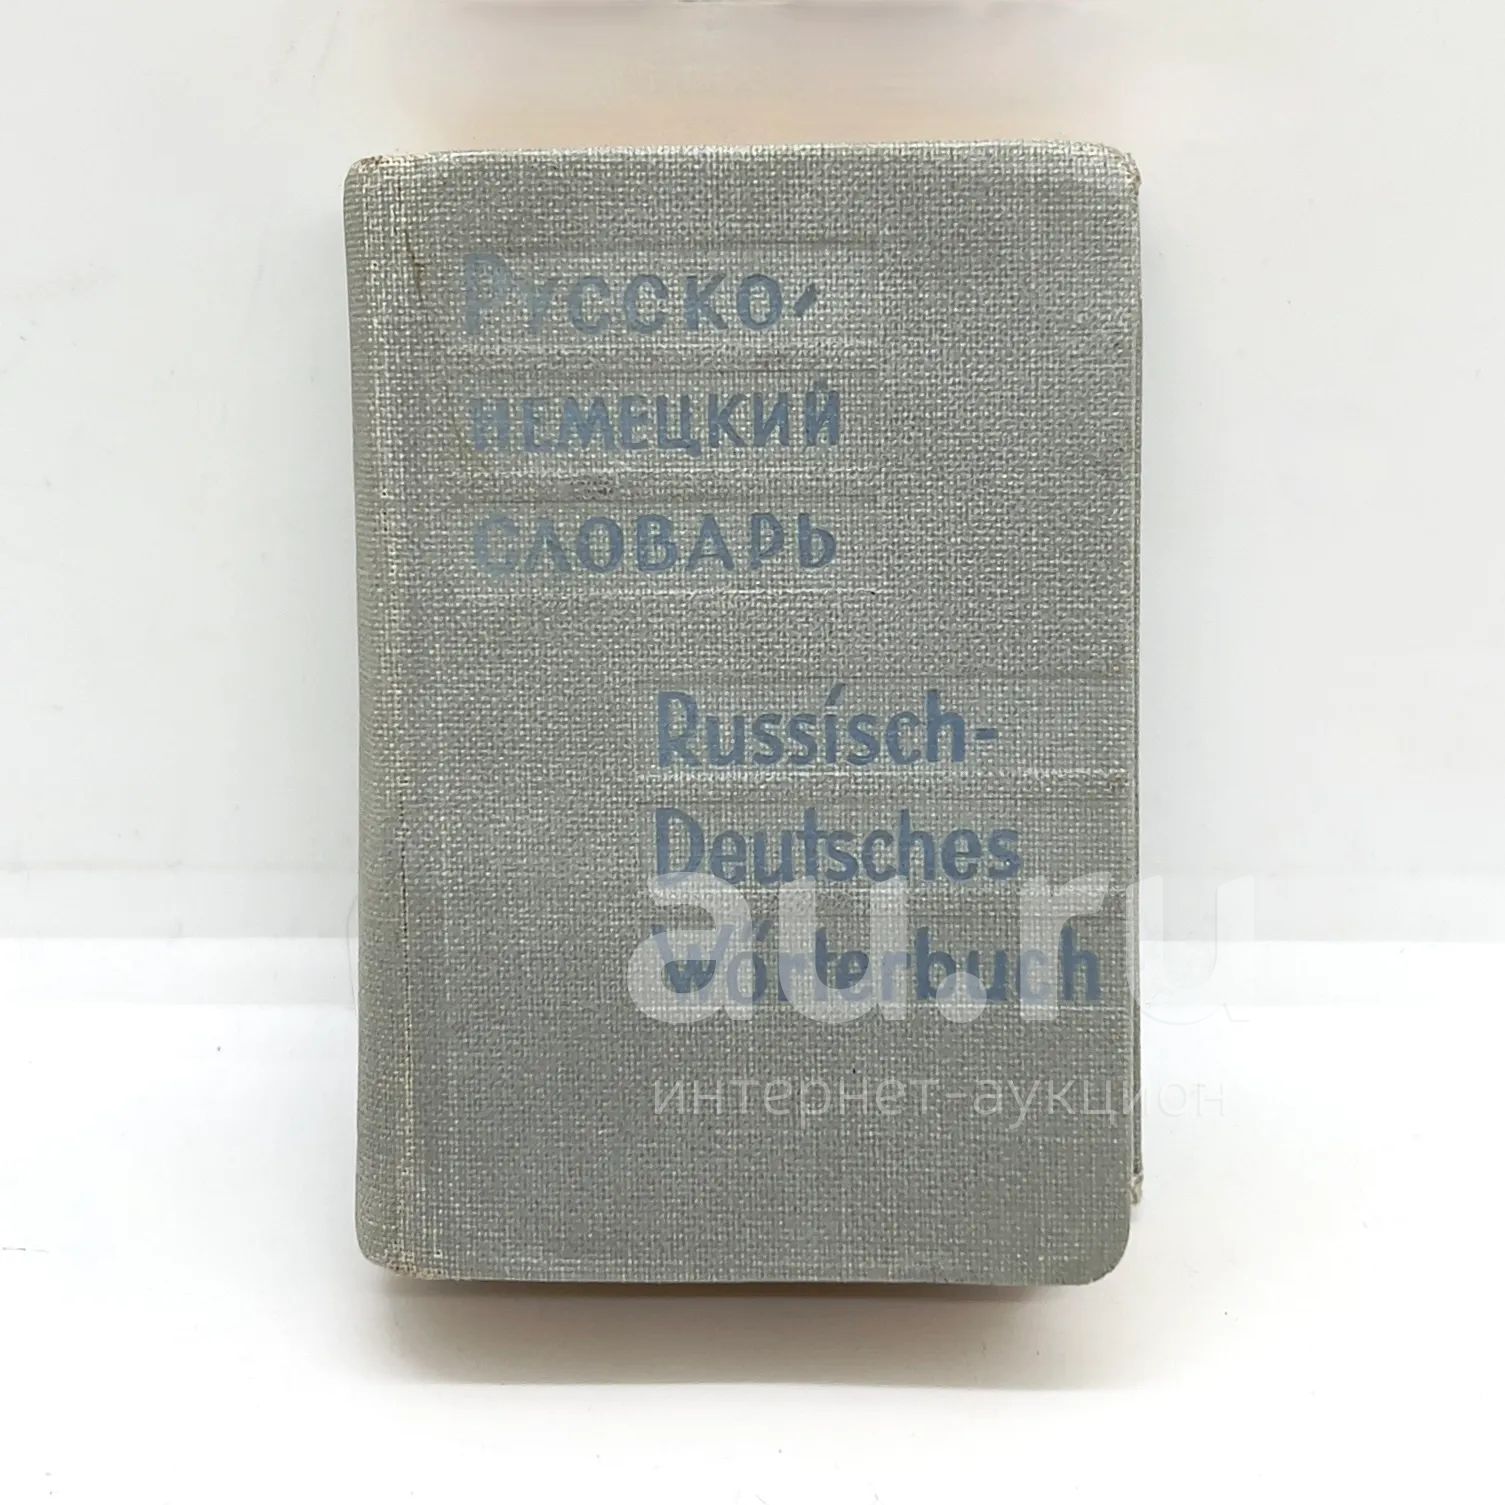 Русско-
немецкий
словарь
Russisch-
Deutsches
Wörterbuch
au.ru
интернет-аукцион